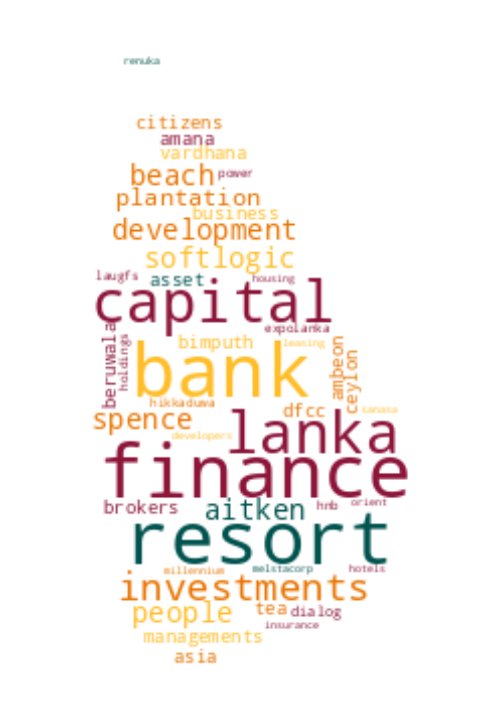 renuka
citizens
amana
vardhana
beach power
plantation
business
development
softlogic
laugfs asset housing
capital
expolanka
beruwala holdings bimputh leasing
bank
ambeon ceylon
hikkaduwa
spence dfcc sanasa
lanka
developers
finance
brokers aitken hnb orient
resort
millennium melstacorp hotels
investments
people tea dialog
insurance
managements
asia